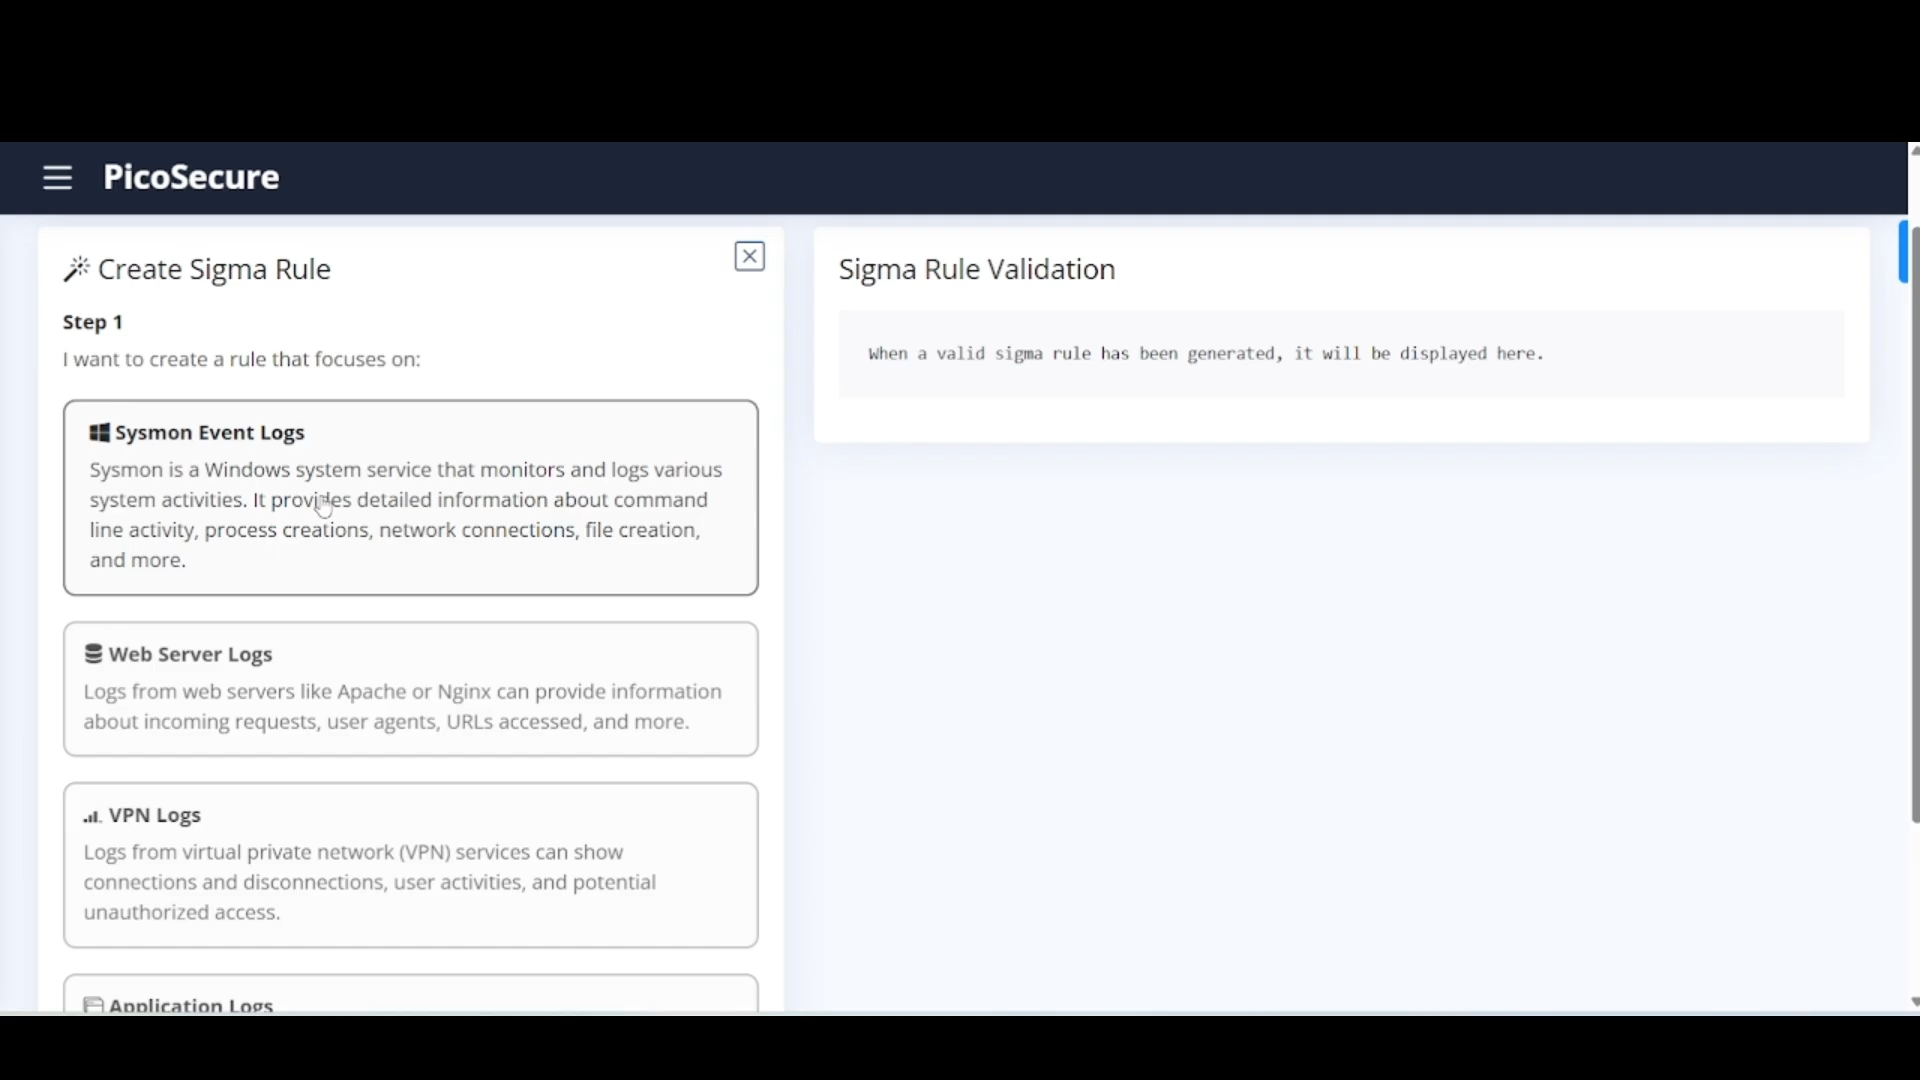 PicoSecure
Create Sigma Rule
Step 1
I want to create a rule that focuses on:
Sysmon Event Logs
Sysmon is a Windows system service that monitors and logs various
system activities. It provides detailed information about command
line activity, process creations, network connections, file creation,
and more.
Web Server Logs
Logs from web servers like Apache or Nginx can provide information
about incoming requests, user agents, URLs accessed, and more.
VPN Logs
Logs from virtual private network (VPN) services can show
connections and disconnections, user activities, and potential
unauthorized access.
Application Logs
Sigma Rule Validation
When a valid sigma rule has been generated, it will be displayed here.